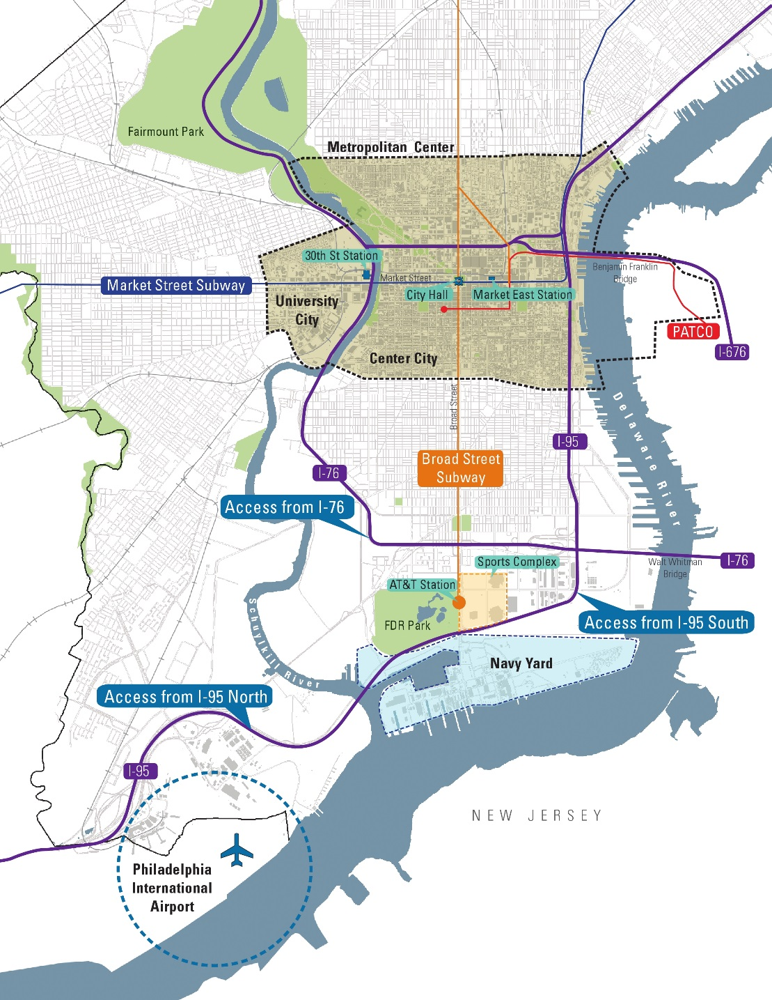 Fairmount Park
Metropolitan Center
30th St Station
Market Street
Benjamin Franklin
Bridge
Market Street Subway
City Hall
Market East Station
University
City
PATCO
I-676
Center City
Broad Street
Delaware River
I-95
Broad Street
Subway
I-76
Access from I-76
Sports Complex
I-76
Walt Whitman
Bridge
AT&T Station
FDR Park
Access from I-95 South
Schuylkill River
Navy Yard
Access from I-95 North
I-95
NEW JERSEY
Philadelphia
International
Airport